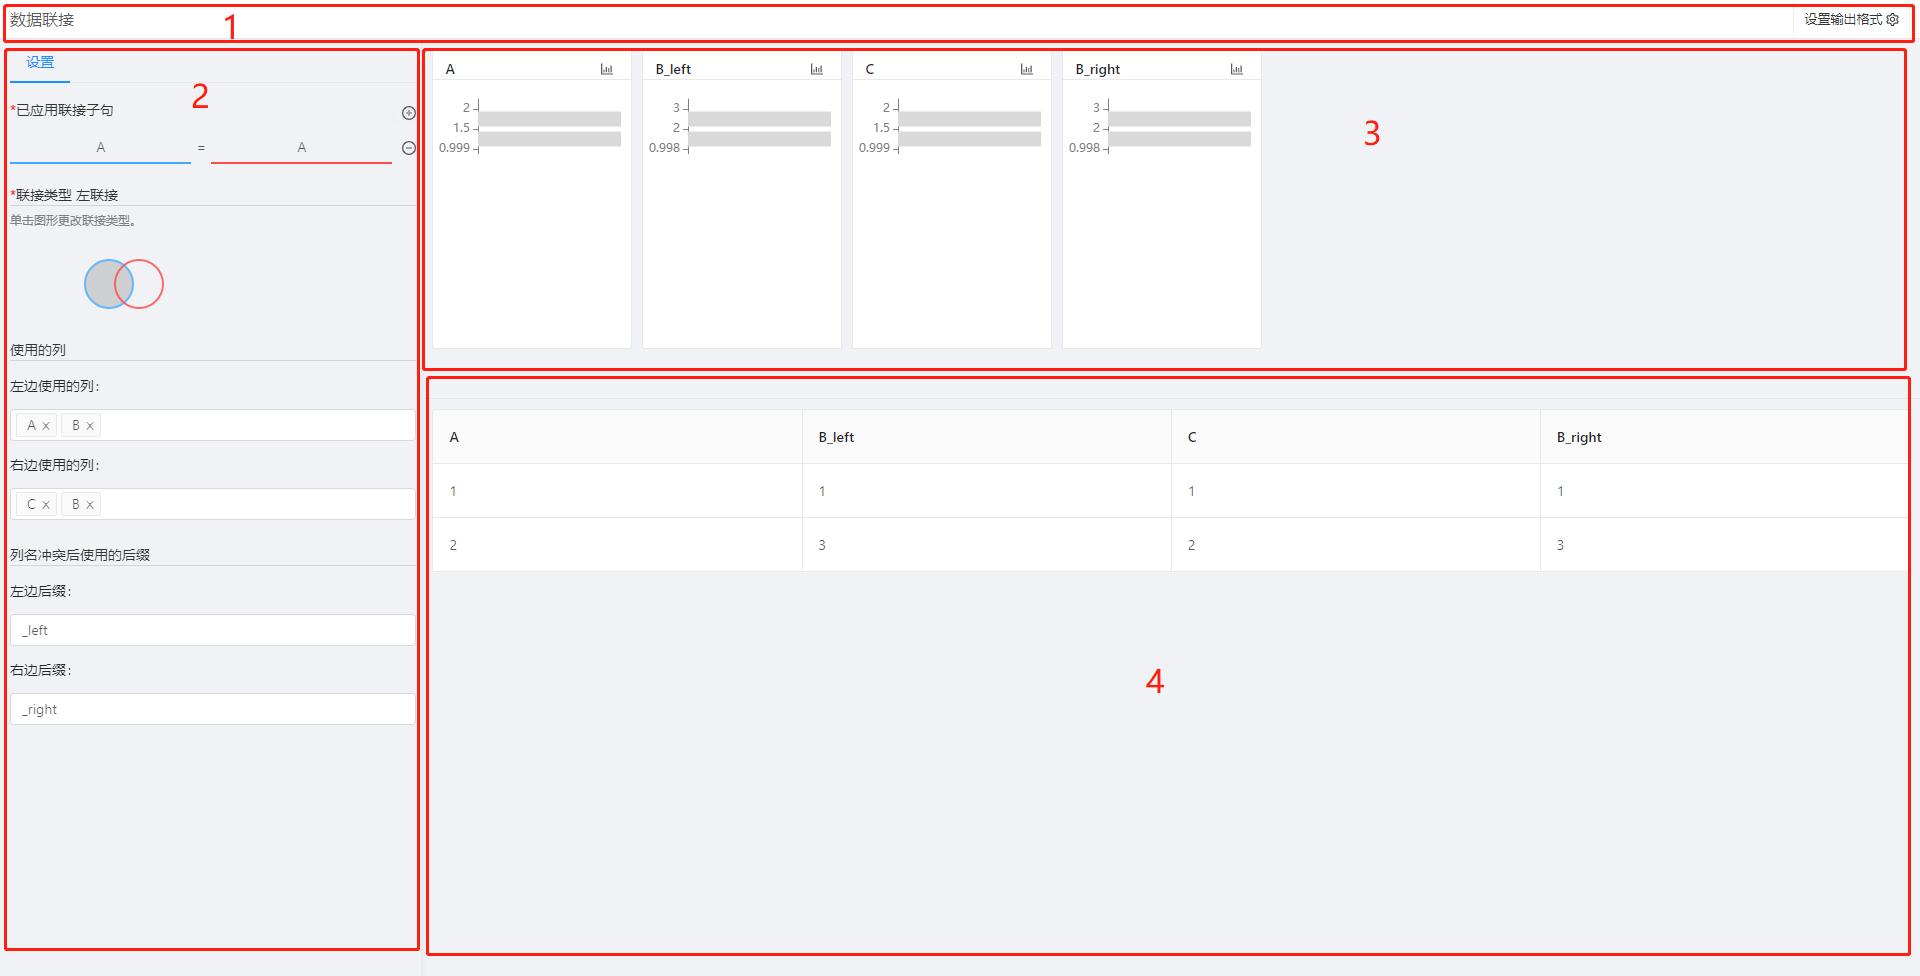 数据联接
1
设置输出格式
设置
2
*已应用联接子句
A = A
*联接类型 左联接
单击图形更改联接类型。
使用的列
左边使用的列：
A × B ×
右边使用的列：
C × B ×
列名冲突后使用的后缀
左边后缀：
_left
右边后缀：
_right
A
2
1.5
0.999
B_left
3
2
0.998
C
2
1.5
0.999
B_right
3
2
0.998
3
A B_left C B_right
1 1 1 1
2 3 2 3
4